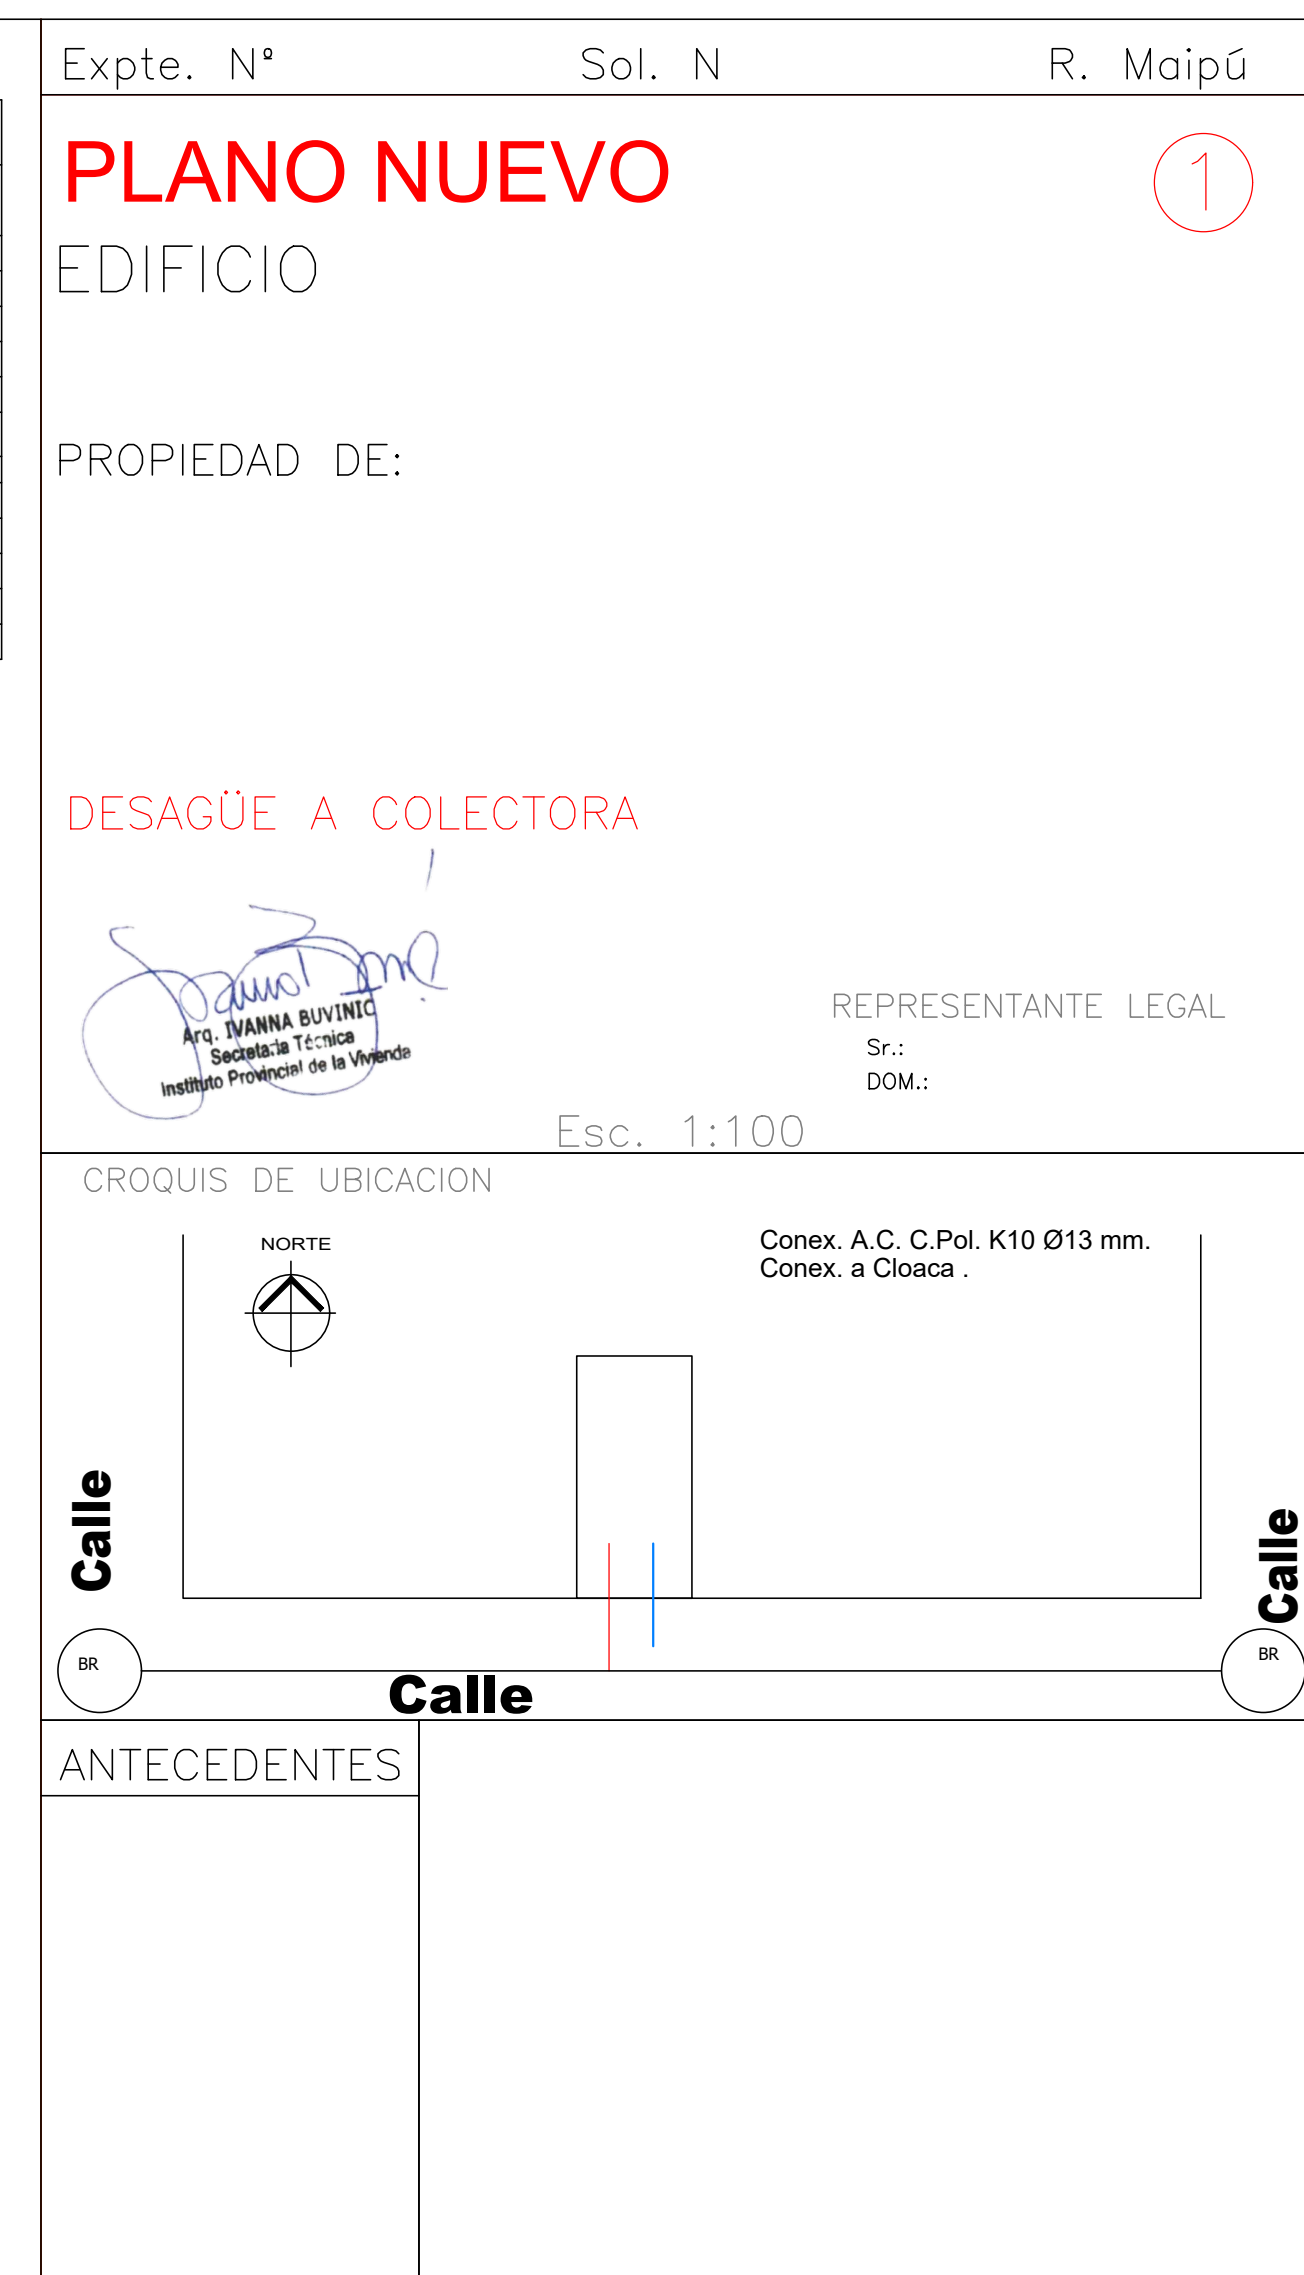 Expte. Nº Sol. N R. Maipú
PLANO NUEVO
1
EDIFICIO
PROPIEDAD DE:
DESAGÜE A COLECTORA
Arq. IVANNA BUVINIC
Secretaria Técnica
Instituto Provincial de la Vivienda
REPRESENTANTE LEGAL
Sr.:
DOM.:
Esc. 1:100
CROQUIS DE UBICACION
NORTE
Conex. A.C. C.Pol. K10 Ø13 mm.
Conex. a Cloaca .
Calle
Calle
BR
BR
Calle
ANTECEDENTES